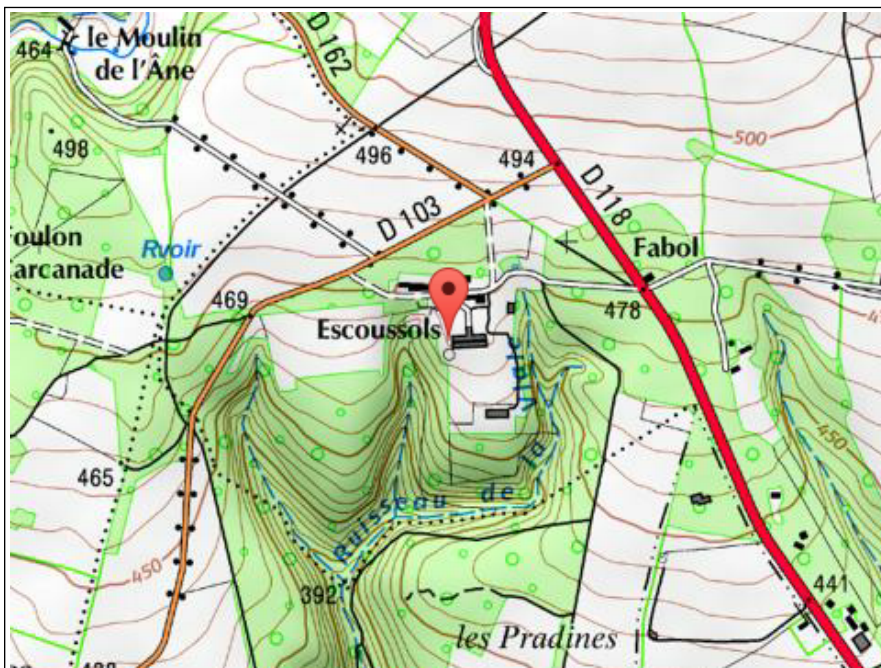 464
le Moulin
de l'Âne
D 162
498
496
494
500
D 103
D 118
oulon
arcanade
Rvoir
Fabol
469
478
Escoussols
Ruisseau de la
465
450
450
392
441
les Pradines